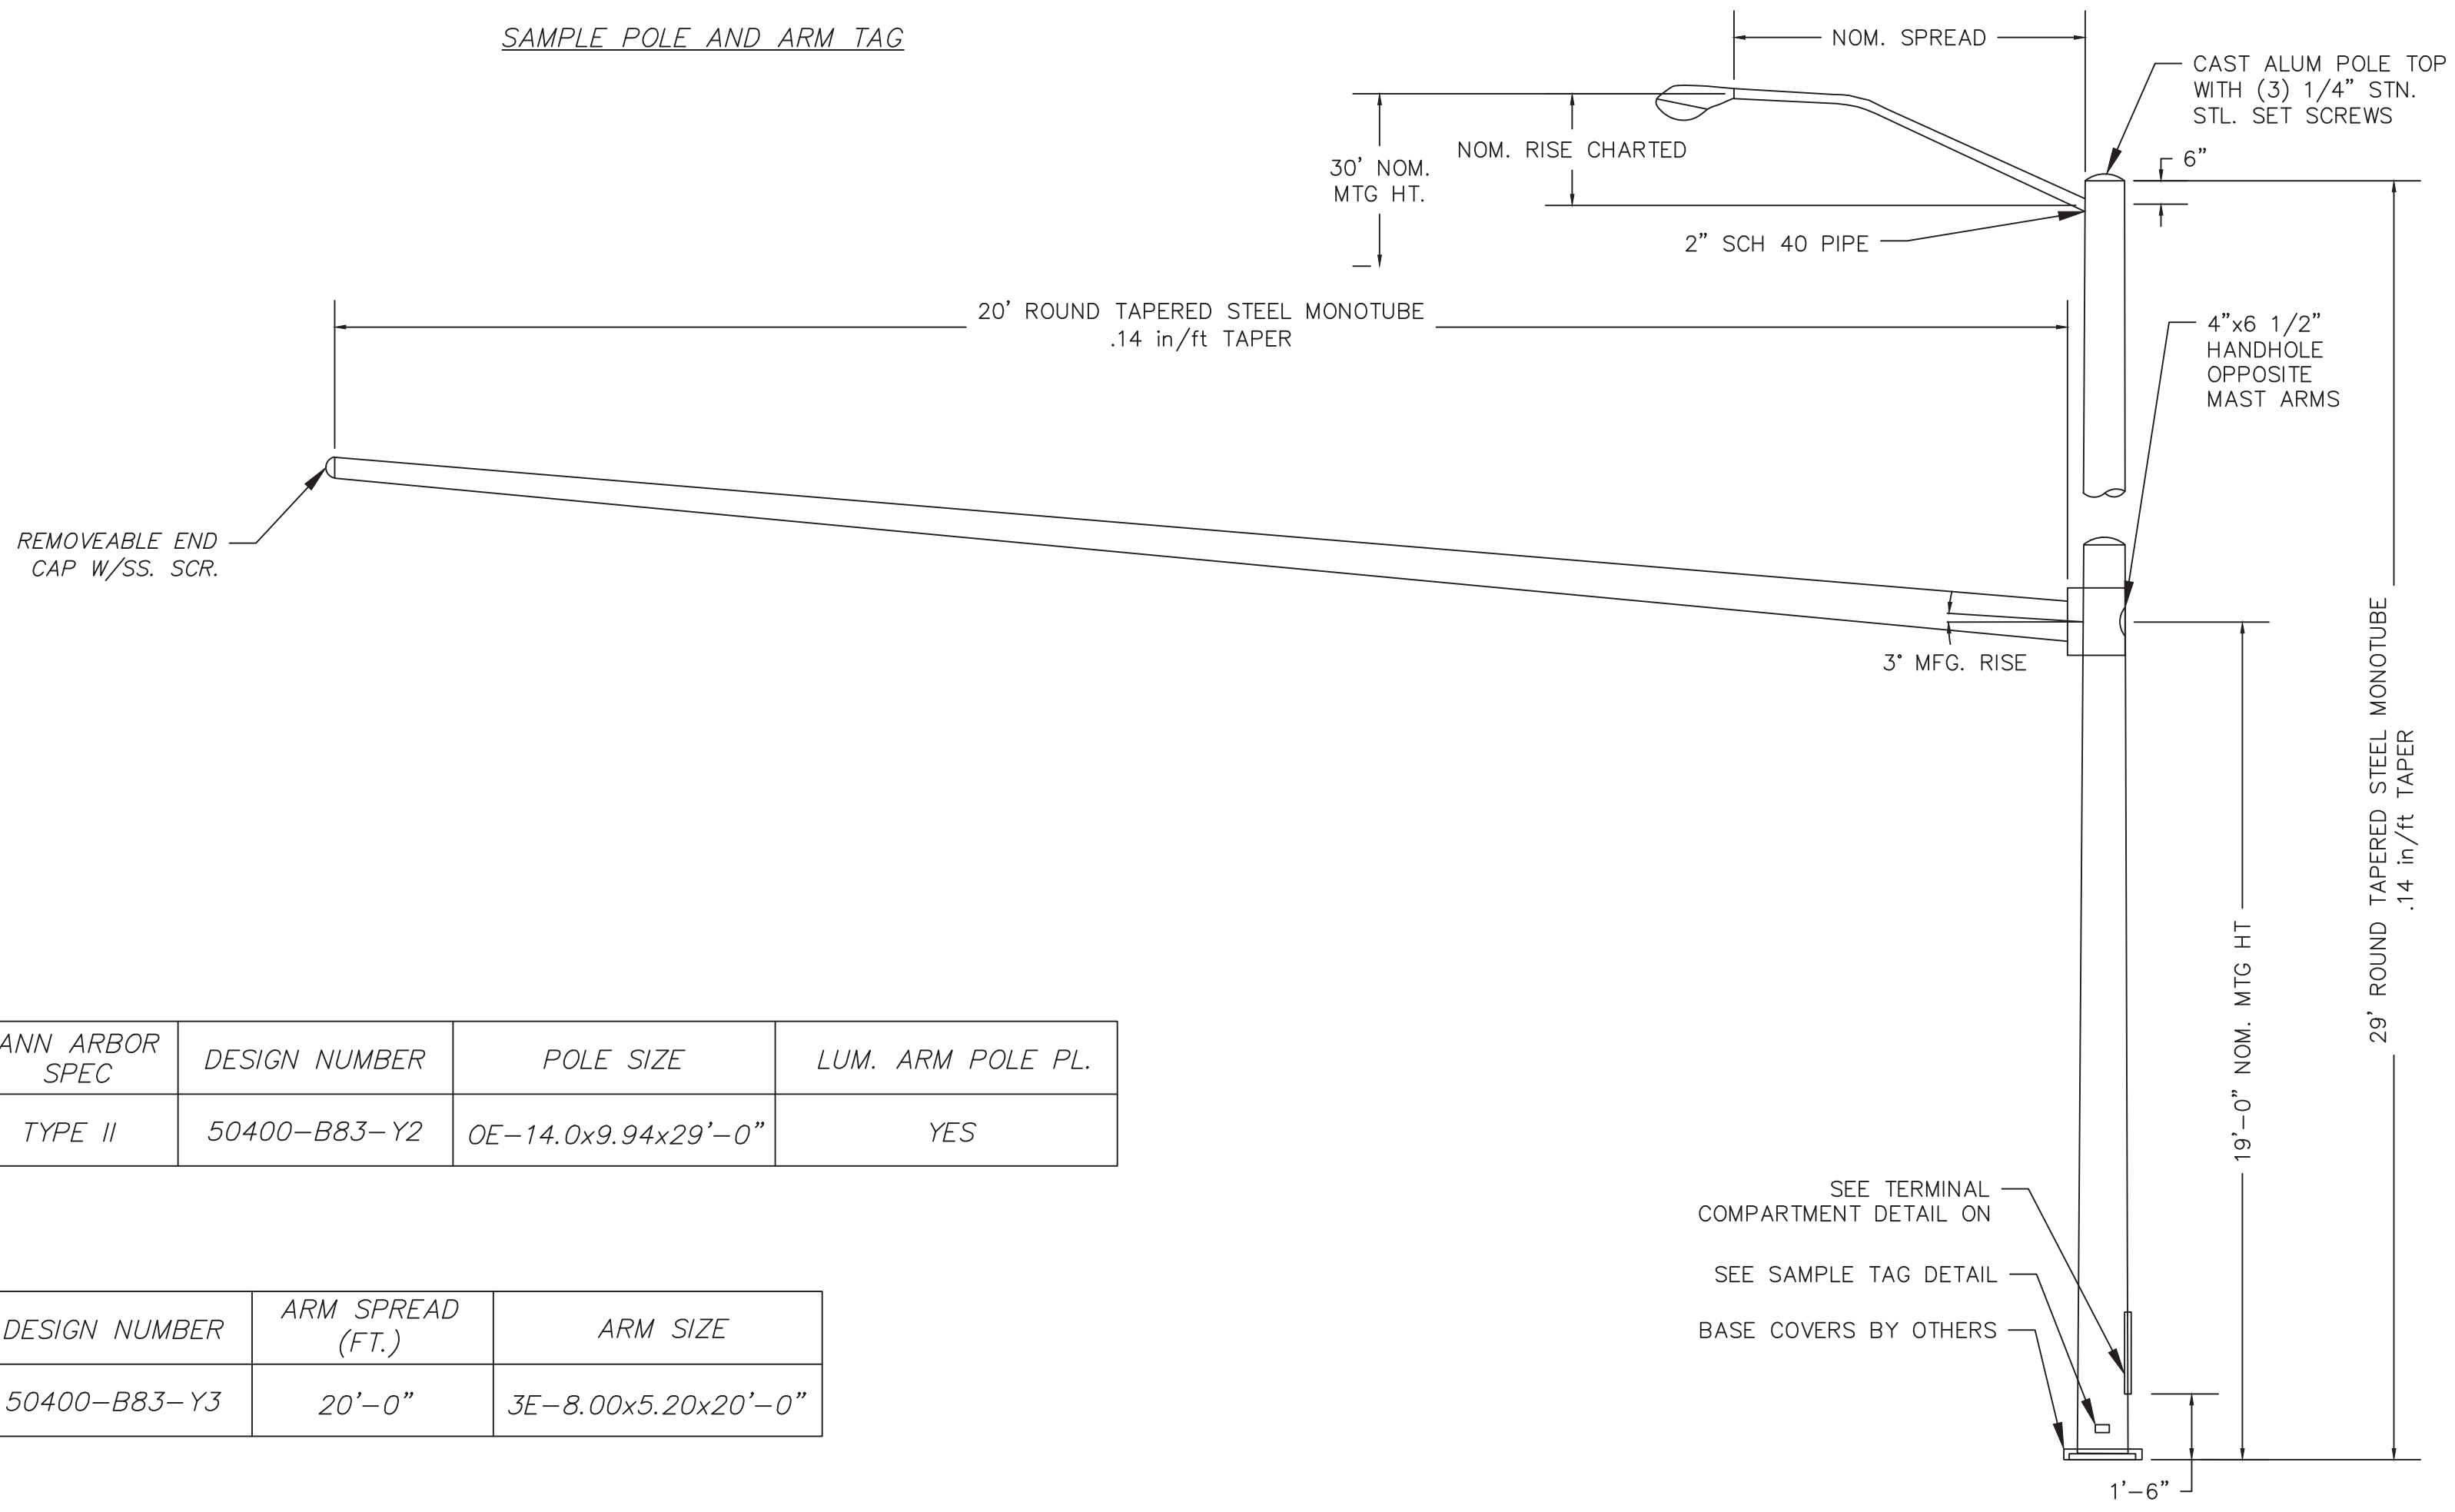 SAMPLE POLE AND ARM TAG
NOM. SPREAD
CAST ALUM POLE TOP
WITH (3) 1/4" STN.
STL. SET SCREWS
6"
NOM. RISE CHARTED
30' NOM.
MTG HT.
2" SCH 40 PIPE
20' ROUND TAPERED STEEL MONOTUBE
.14 in/ft TAPER
4"x6 1/2"
HANDHOLE
OPPOSITE
MAST ARMS
REMOVEABLE END
CAP W/SS. SCR.
3° MFG. RISE
29' ROUND TAPERED STEEL MONOTUBE
.14 in/ft TAPER
19'-0" NOM. MTG HT
ANN ARBOR
SPEC
DESIGN NUMBER
POLE SIZE
LUM. ARM POLE PL.
TYPE II
50400-B83-Y2
0E-14.0x9.94x29'-0"
YES
SEE TERMINAL
COMPARTMENT DETAIL ON
SEE SAMPLE TAG DETAIL
BASE COVERS BY OTHERS
DESIGN NUMBER
ARM SPREAD
(FT.)
ARM SIZE
50400-B83-Y3
20'-0"
3E-8.00x5.20x20'-0"
1'-6"